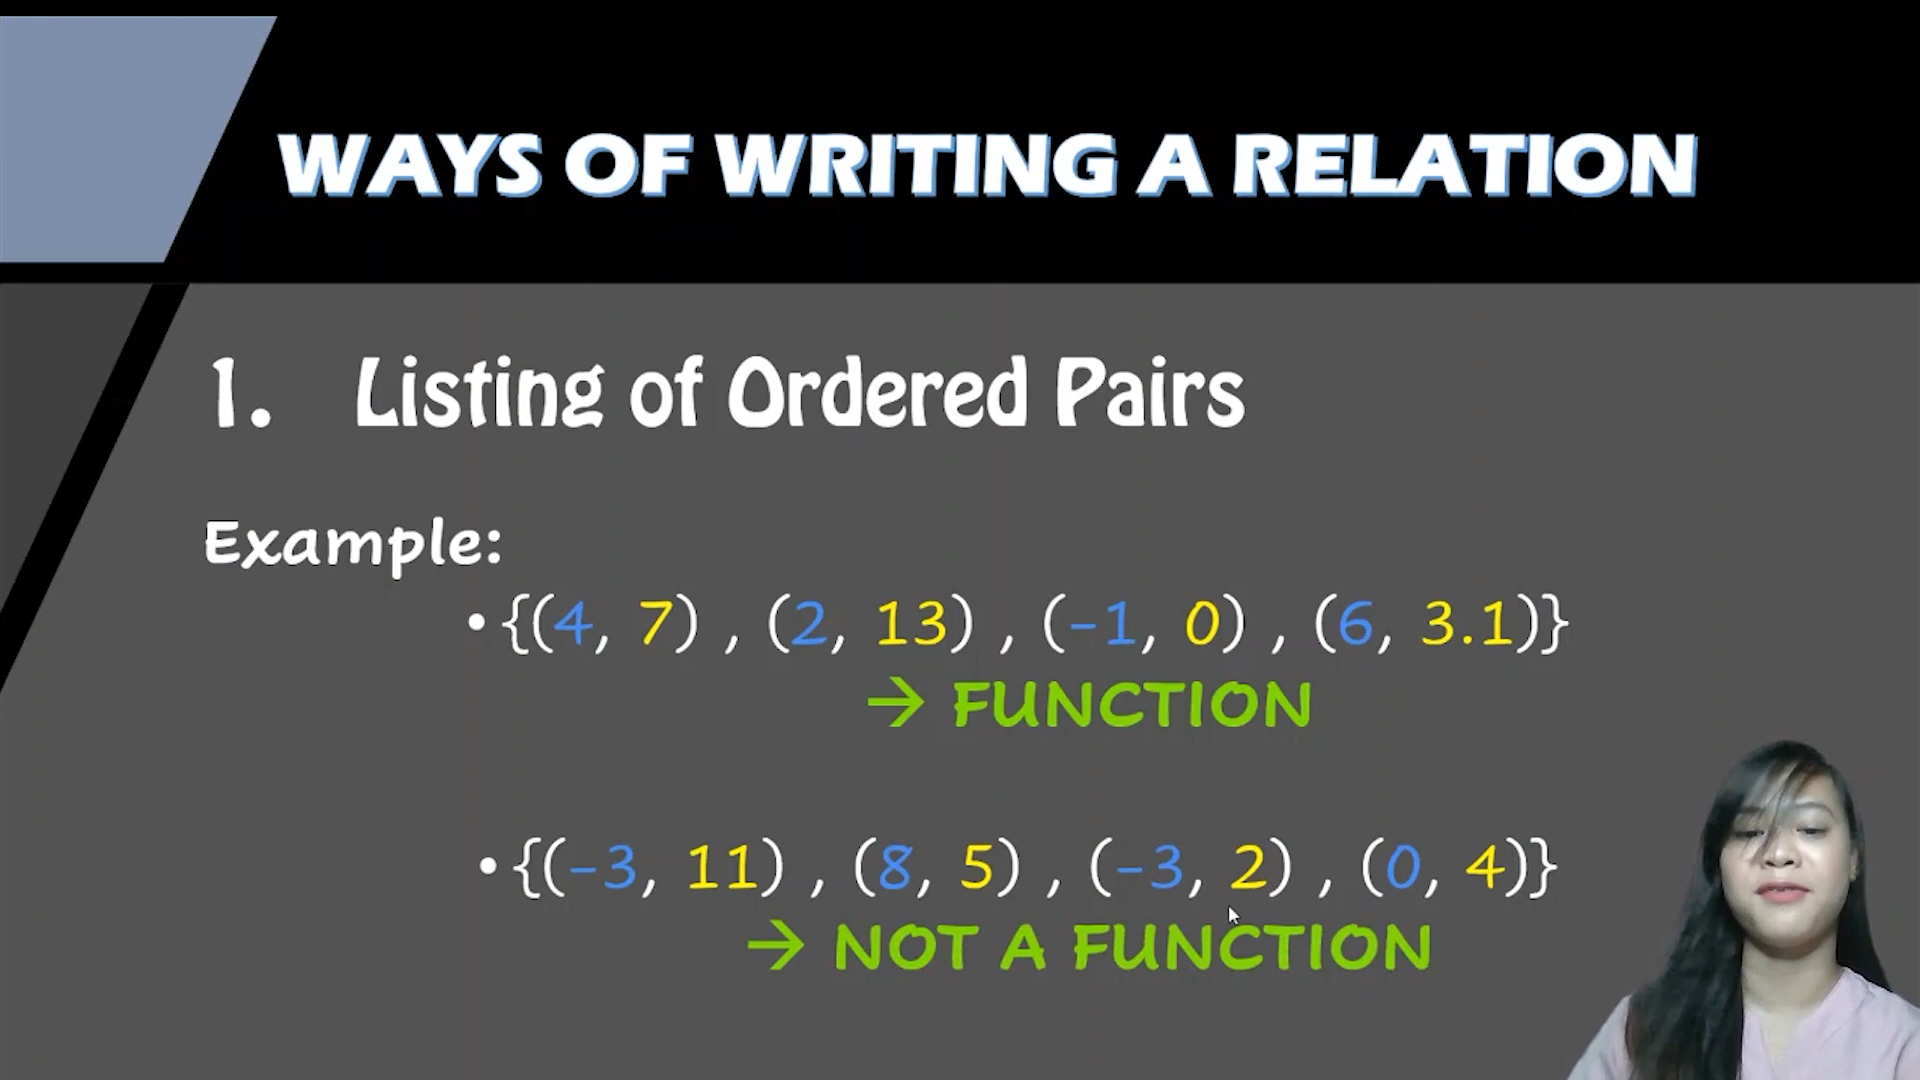 WAYS OF WRITING A RELATION
1. Listing of Ordered Pairs
Example:
• {(4, 7) , (2, 13) , (-1, 0) , (6, 3.1)}
→ FUNCTION
• {(-3, 11) , (8, 5) , (-3, 2) , (0, 4)}
→ NOT A FUNCTION